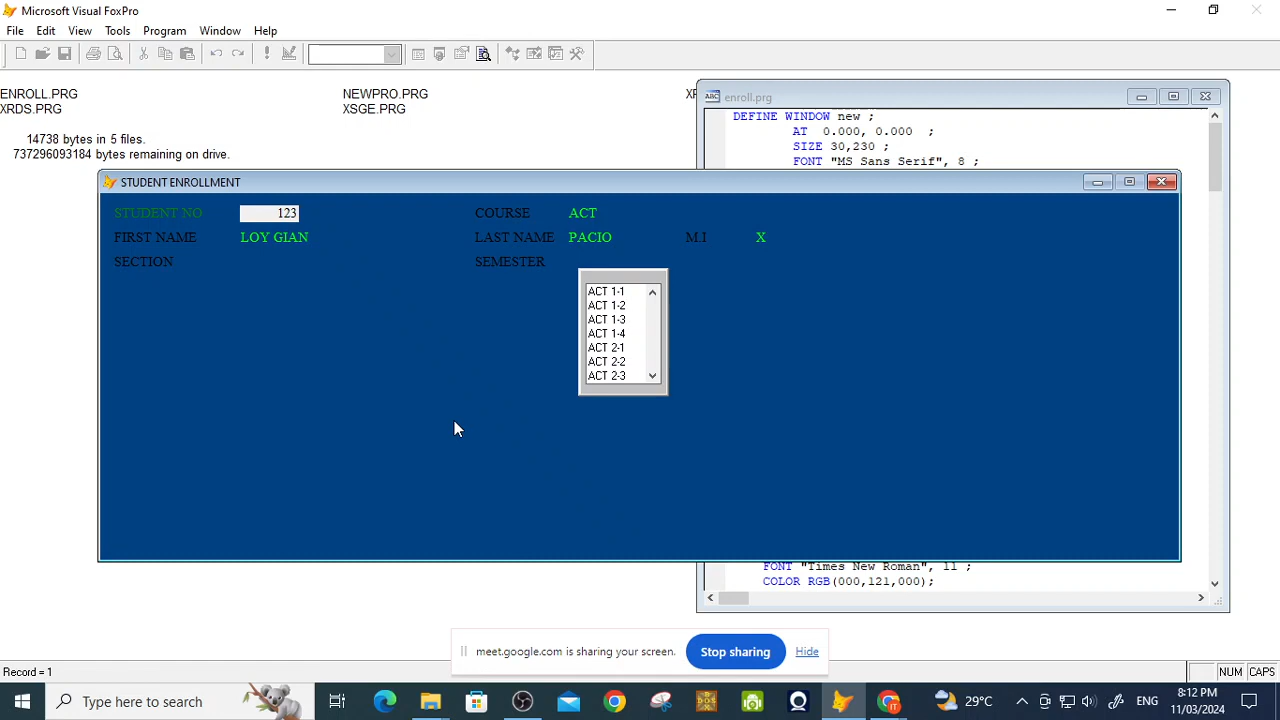 Microsoft Visual FoxPro
File Edit View Tools Program Window Help
ENROLL.PRG NEWPRO.PRG
XRDS.PRG XSGE.PRG
14738 bytes in 5 files.
737296093184 bytes remaining on drive.
enroll.prg
DEFINE WINDOW new ;
AT 0.000, 0.000 ;
SIZE 30,230 ;
FONT "MS Sans Serif", 8 ;
STUDENT ENROLLMENT
STUDENT NO 123 COURSE ACT
FIRST NAME LOY GIAN LAST NAME PACIO M.I X
SECTION SEMESTER
ACT 1-1
ACT 1-2
ACT 1-3
ACT 1-4
ACT 2-1
ACT 2-2
ACT 2-3
FONT "Times New Roman", 11 ;
COLOR RGB(000,121,000);
meet.google.com is sharing your screen. Stop sharing Hide
Record = 1 NUM CAPS
Type here to search 29°C ENG 8:12 PM
11/03/2024